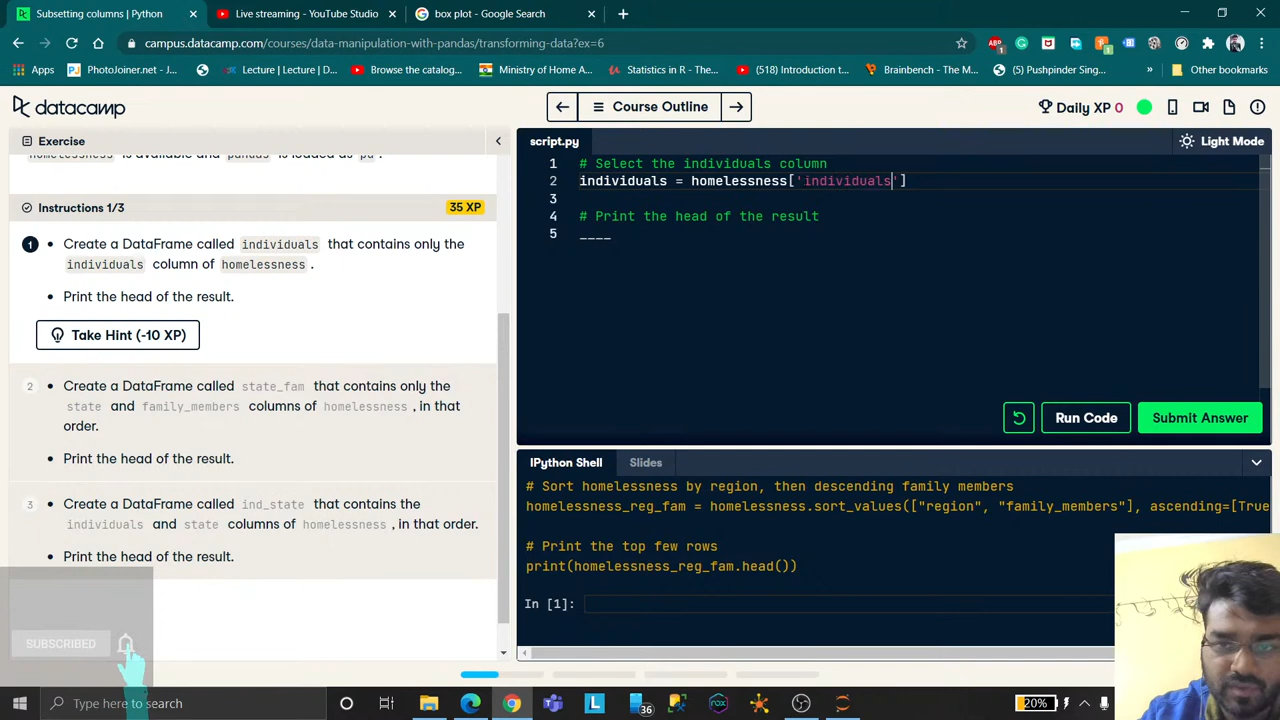 Subsetting columns | Python
Live streaming - YouTube Studio
box plot - Google Search
campus.datacamp.com/courses/data-manipulation-with-pandas/transforming-data?ex=6
Apps
PhotoJoiner.net - J...
Lecture | Lecture | D...
Browse the catalog...
Ministry of Home A...
Statistics in R - The...
(518) Introduction t...
Brainbench - The M...
(5) Pushpinder Sing...
»
Other bookmarks
datacamp
Course Outline
Daily XP 0
Exercise
script.py
Light Mode
homelessness is available and pandas is loaded as pd.
Instructions 1/3
35 XP
1
• Create a DataFrame called individuals that contains only the
individuals column of homelessness .
• Print the head of the result.
Take Hint (-10 XP)
2
• Create a DataFrame called state_fam that contains only the
state and family_members columns of homelessness , in that
order.
• Print the head of the result.
3
• Create a DataFrame called ind_state that contains the
individuals and state columns of homelessness , in that order.
• Print the head of the result.
1 # Select the individuals column
2 individuals = homelessness['individuals']
3
4 # Print the head of the result
5 ____
Run Code
Submit Answer
IPython Shell
Slides
# Sort homelessness by region, then descending family members
homelessness_reg_fam = homelessness.sort_values(["region", "family_members"], ascending=[True
# Print the top few rows
print(homelessness_reg_fam.head())
In [1]:
SUBSCRIBED
Type here to search
36
20%